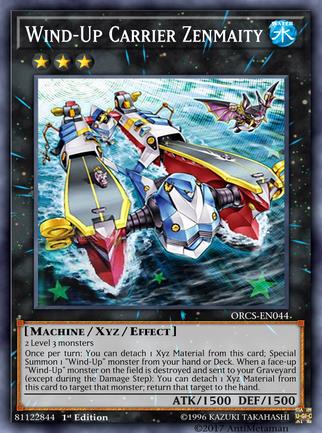 WIND-UP CARRIER ZENMAITY
WATER
水
ORCS-EN044
[MACHINE / XYZ / EFFECT]
2 Level 3 monsters
Once per turn: You can detach 1 Xyz Material from this card; Special
Summon 1 "Wind-Up" monster from your hand or Deck. When a face-up
"Wind-Up" monster on the field is destroyed and sent to your Graveyard
(except during the Damage Step): You can detach 1 Xyz Material from
this card to target that monster; return that target to the hand.
ATK/1500 DEF/1500
81122844 1st Edition ©1996 KAZUKI TAKAHASHI
©2017 AntiMetaman